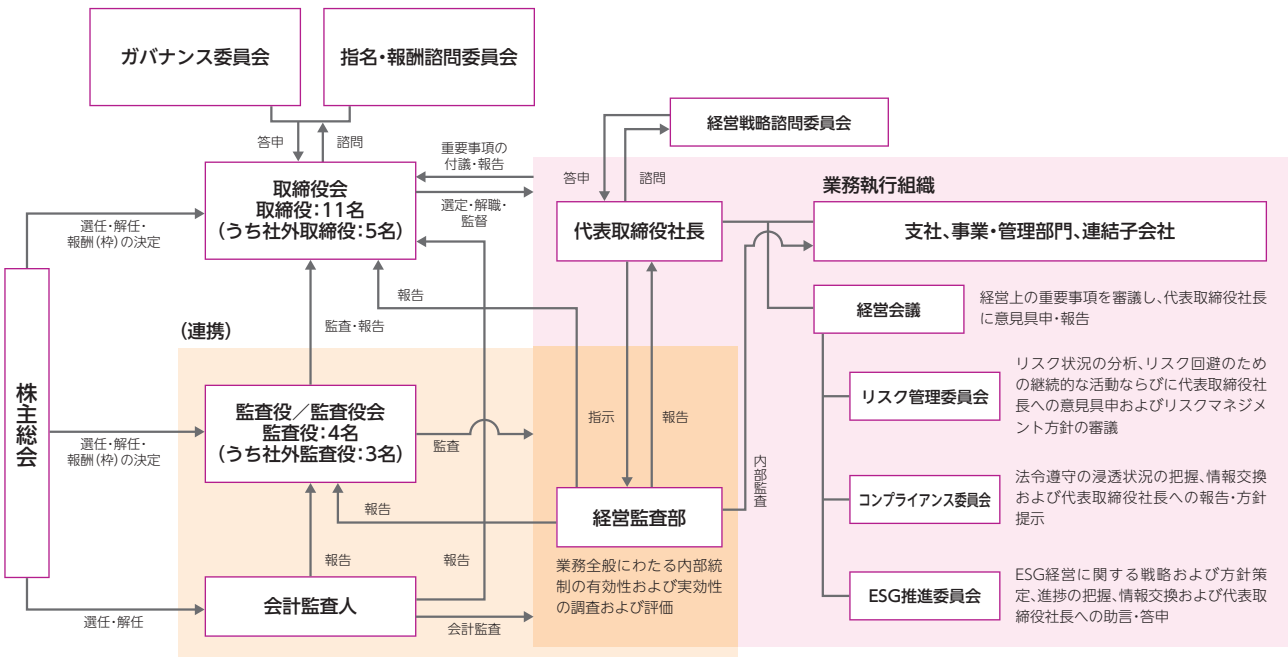 ガバナンス委員会
指名・報酬諮問委員会
答申
諮問
経営戦略諮問委員会
重要事項の
付議・報告
取締役会
取締役：11名
（うち社外取締役：5名）
選定・解職・
監督
選任・解任・
報酬（枠）の決定
答申
諮問
業務執行組織
代表取締役社長
支社、事業・管理部門、連結子会社
報告
監査・報告
（連携）
経営会議
経営上の重要事項を審議し、代表取締役社長
に意見具申・報告
株主総会
監査役／監査役会
監査役：4名
（うち社外監査役：3名）
選任・解任・
報酬（枠）の決定
監査
指示
報告
内部監査
リスク管理委員会
リスク状況の分析、リスク回避のため
の継続的な活動ならびに代表取締役社
長への意見具申およびリスクマネジメ
ント方針の審議
コンプライアンス委員会
法令遵守の浸透状況の把握、情報交換
および代表取締役社長への報告・方針
提示
報告
経営監査部
業務全般にわたる内部統
制の有効性および実効性
の調査および評価
報告
報告
会計監査人
選任・解任
会計監査
ESG推進委員会
ESG経営に関する戦略および方針策
定、進捗の把握、情報交換および代表取
締役社長への助言・答申